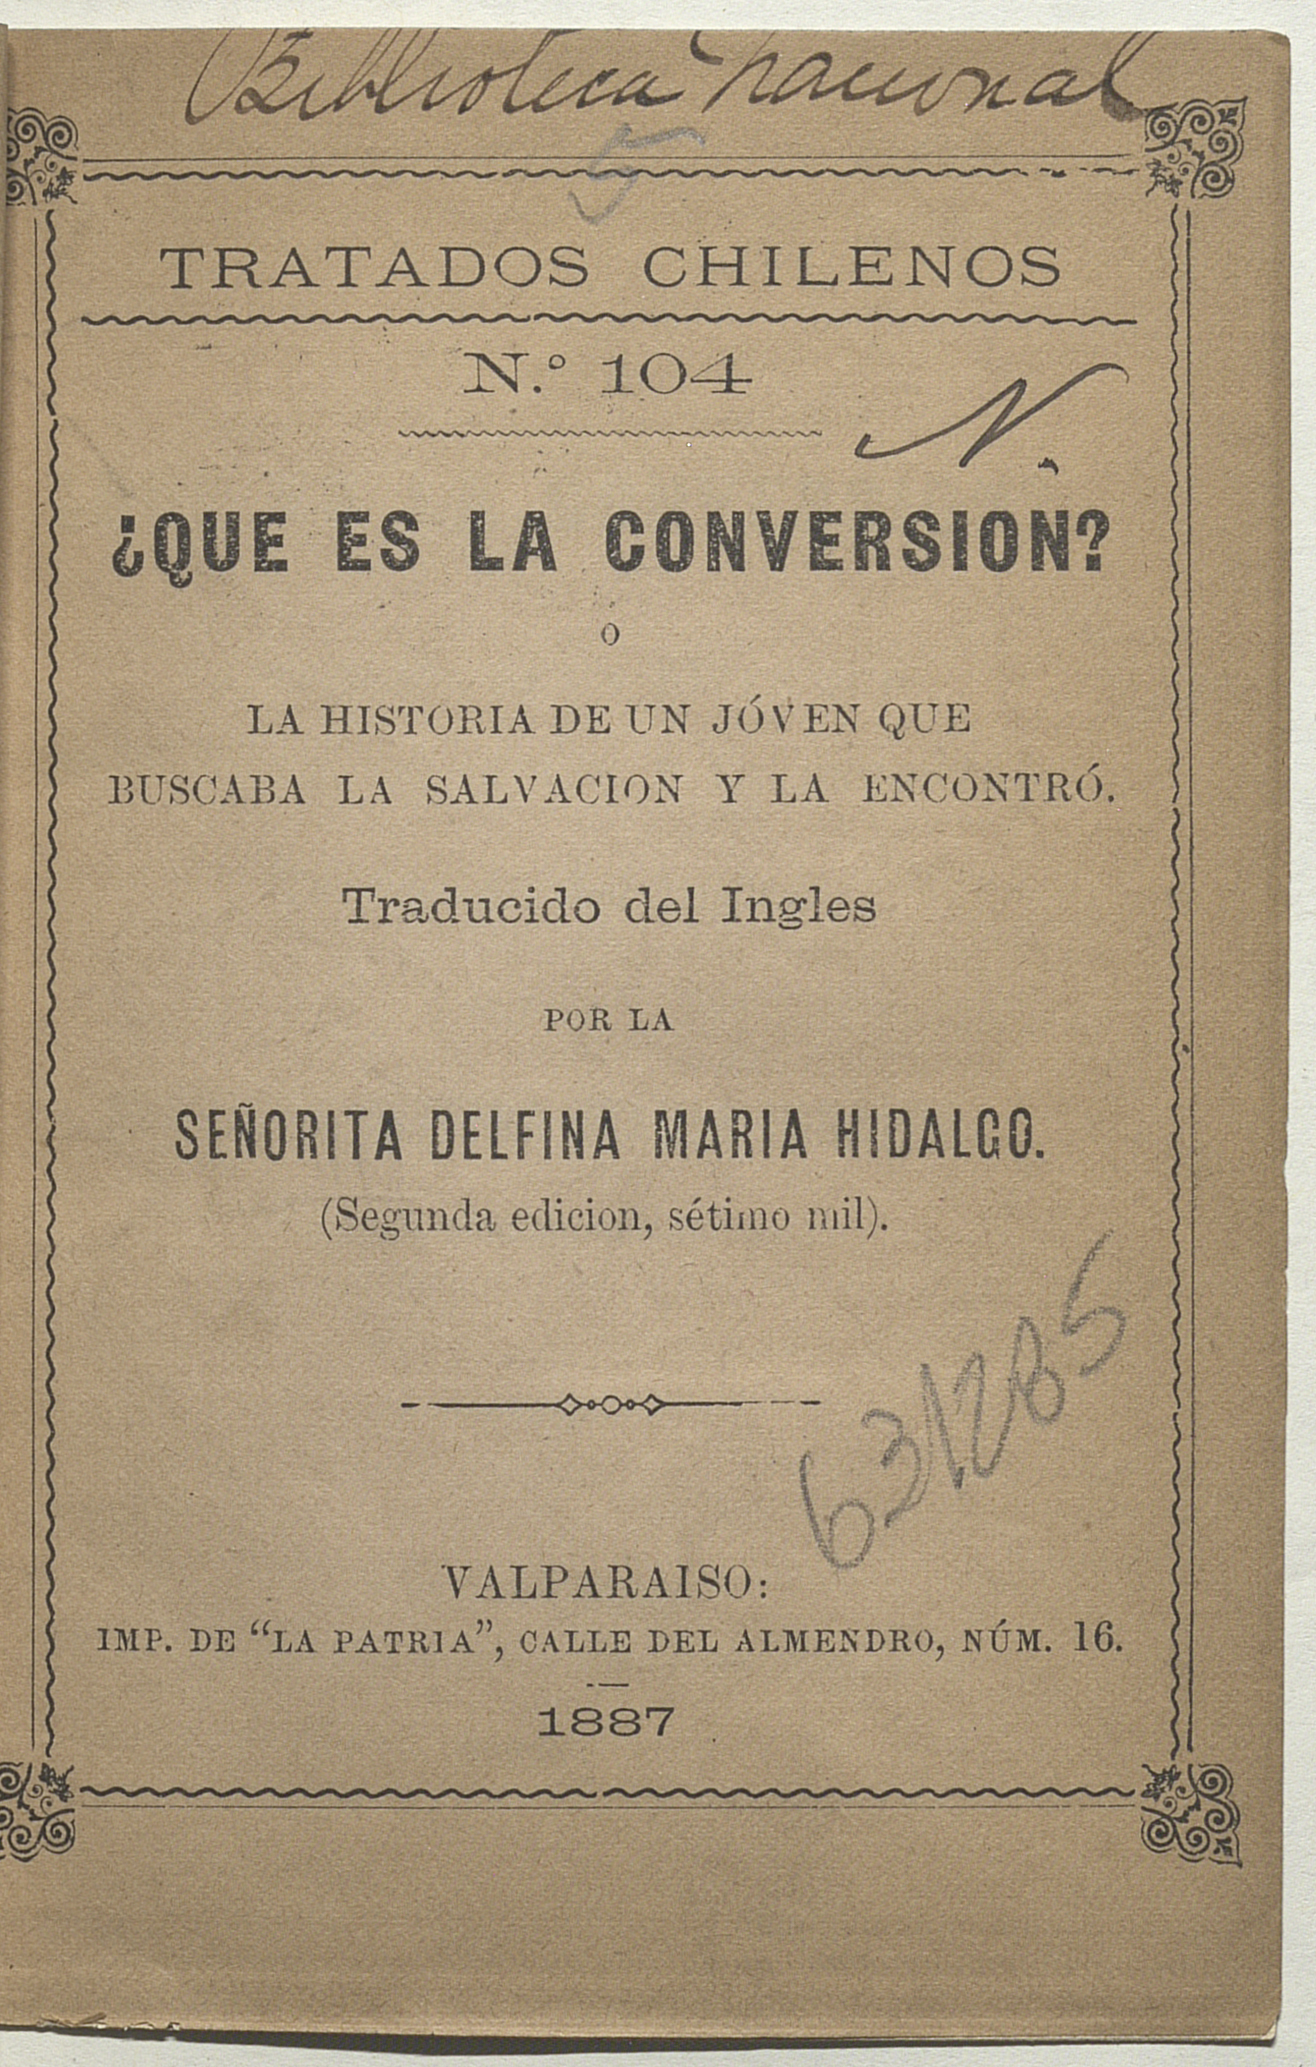 Biblioteca nacional
5
TRATADOS CHILENOS
N.º 104
N.
¿QUE ES LA CONVERSION?
O
LA HISTORIA DE UN JÓVEN QUE
BUSCABA LA SALVACION Y LA ENCONTRÓ.
Traducido del Ingles
POR LA
SEÑORITA DELFINA MARIA HIDALGO.
(Segunda edicion, sétimo mil).
631285
VALPARAISO:
IMP. DE “LA PATRIA”, CALLE DEL ALMENDRO, NÚM. 16.
1887